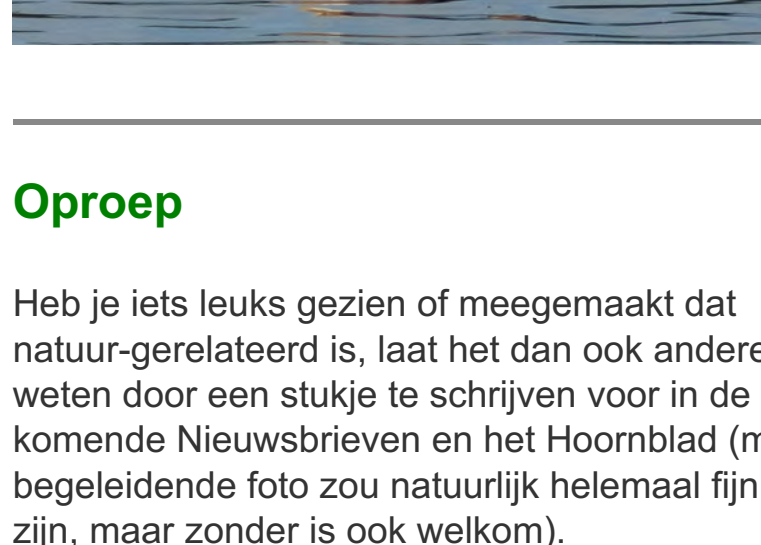 Oproep
Heb je iets leuks gezien of meegemaakt dat
natuur-gerelateerd is, laat het dan ook andere
weten door een stukje te schrijven voor in de
komende Nieuwsbrieven en het Hoornblad (m
begeleidende foto zou natuurlijk helemaal fijn
zijn, maar zonder is ook welkom).